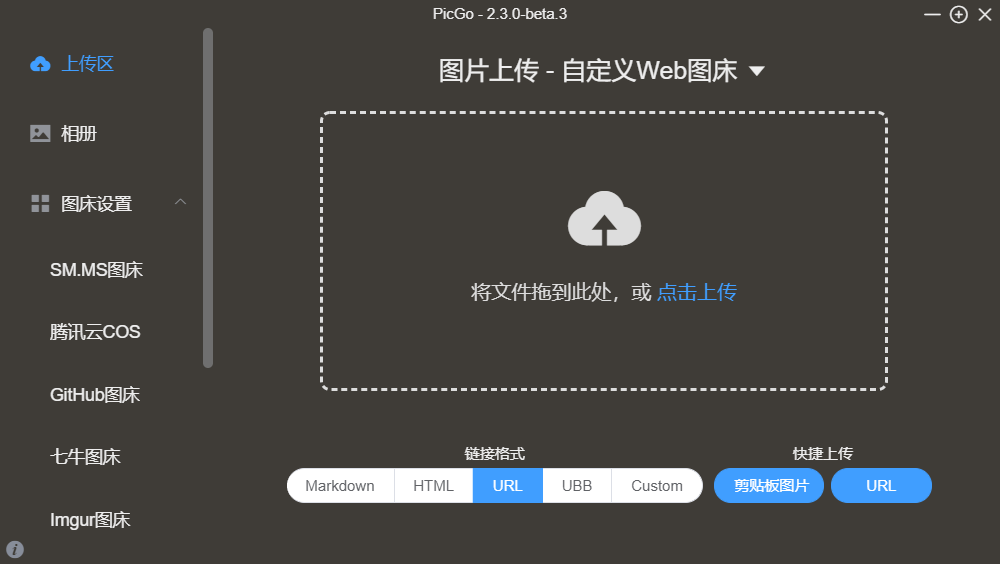 PicGo - 2.3.0-beta.3
上传区
相册
图床设置
SM.MS图床
腾讯云COS
GitHub图床
七牛图床
Imgur图床
图片上传 - 自定义Web图床
将文件拖到此处，或 点击上传
链接格式
Markdown HTML URL UBB Custom
快捷上传
剪贴板图片 URL